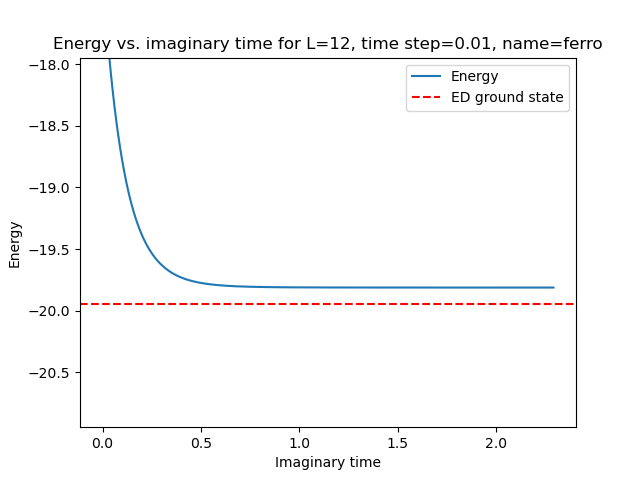 Energy vs. imaginary time for L=12, time step=0.01, name=ferro
Energy
ED ground state
−18.0
−18.5
−19.0
−19.5
−20.0
−20.5
Energy
0.0
0.5
1.0
1.5
2.0
Imaginary time